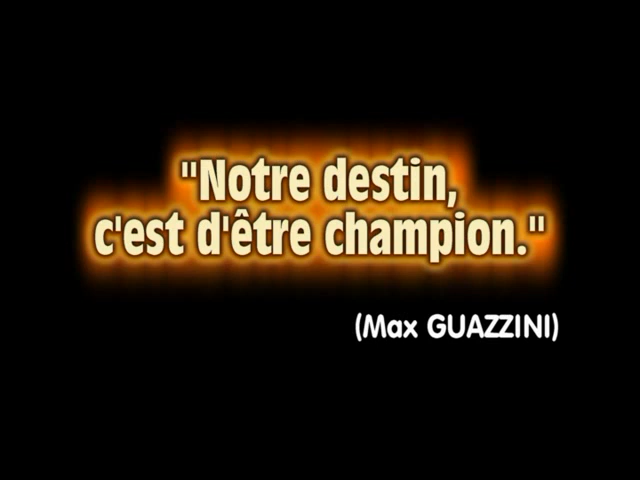 "Notre destin,
c'est d'être champion."
(Max GUAZZINI)